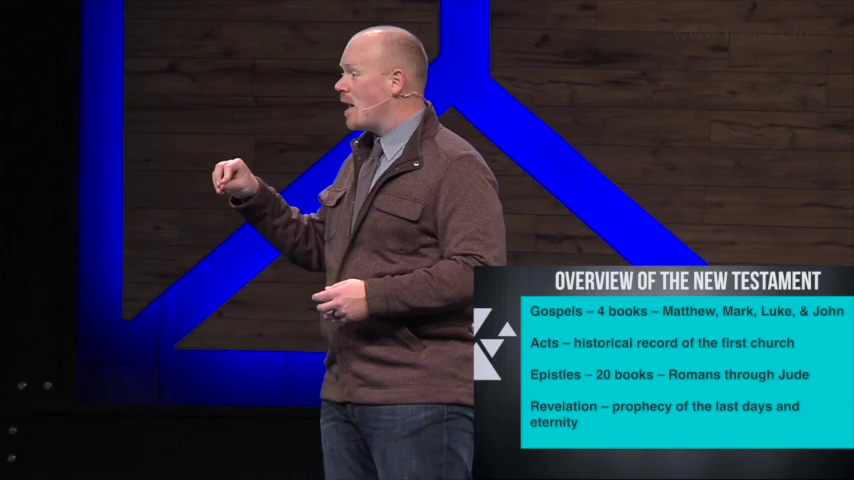 OVERVIEW OF THE NEW TESTAMENT
Gospels – 4 books – Matthew, Mark, Luke, & John
Acts – historical record of the first church
Epistles – 20 books – Romans through Jude
Revelation – prophecy of the last days and
eternity